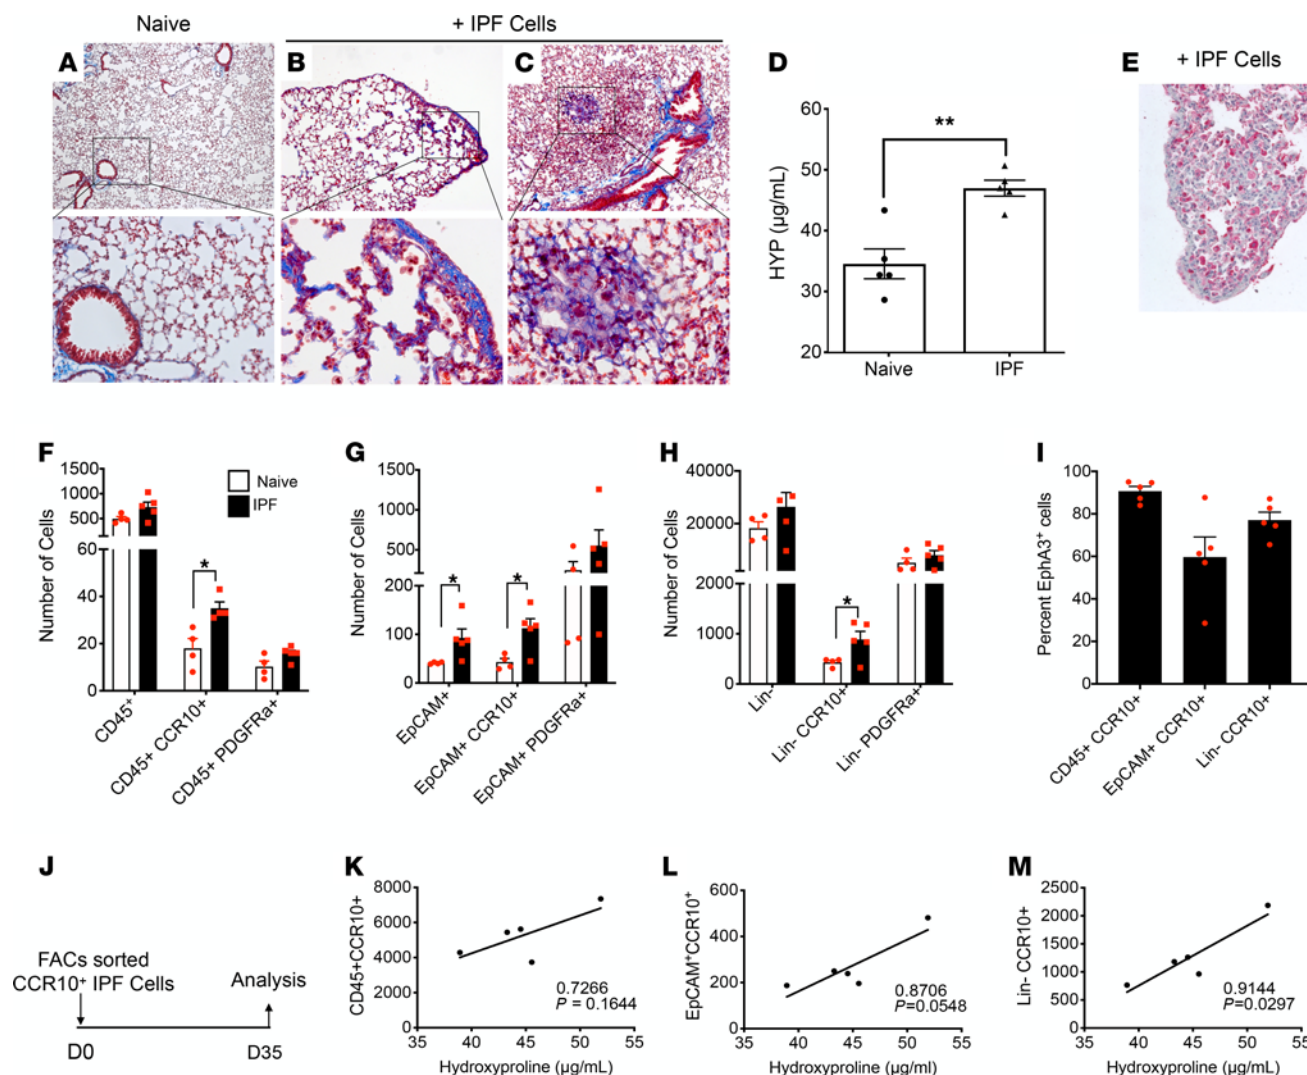 Naive
+ IPF Cells
A
B
C
D
60
50
40
30
20
HYP (µg/mL)
**
Naive
IPF
E
+ IPF Cells
F
1500
1000
500
60
40
20
0
Number of Cells
Naive
IPF
*
CD45+
CD45+ CCR10+
CD45+ PDGFRa+
G
1500
1000
500
200
100
0
Number of Cells
*
*
EpCAM+
EpCAM+ CCR10+
EpCAM+ PDGFRa+
H
40000
20000
2000
1000
0
Number of Cells
*
Lin-
Lin- CCR10+
Lin- PDGFRa+
I
100
80
60
40
20
0
Percent EphA3+ cells
CD45+ CCR10+
EpCAM+ CCR10+
Lin- CCR10+
J
FACs sorted
CCR10+ IPF Cells
Analysis
D0
D35
K
8000
6000
4000
2000
0
CD45+CCR10+
0.7266
P = 0.1644
35 40 45 50 55
Hydroxyproline (µg/mL)
L
600
400
200
0
EpCAM+CCR10+
0.8706
P=0.0548
35 40 45 50 55
Hydroxyproline (µg/ml)
M
2500
2000
1500
1000
500
0
Lin- CCR10+
0.9144
P=0.0297
35 40 45 50 55
Hydroxyproline (µg/mL)